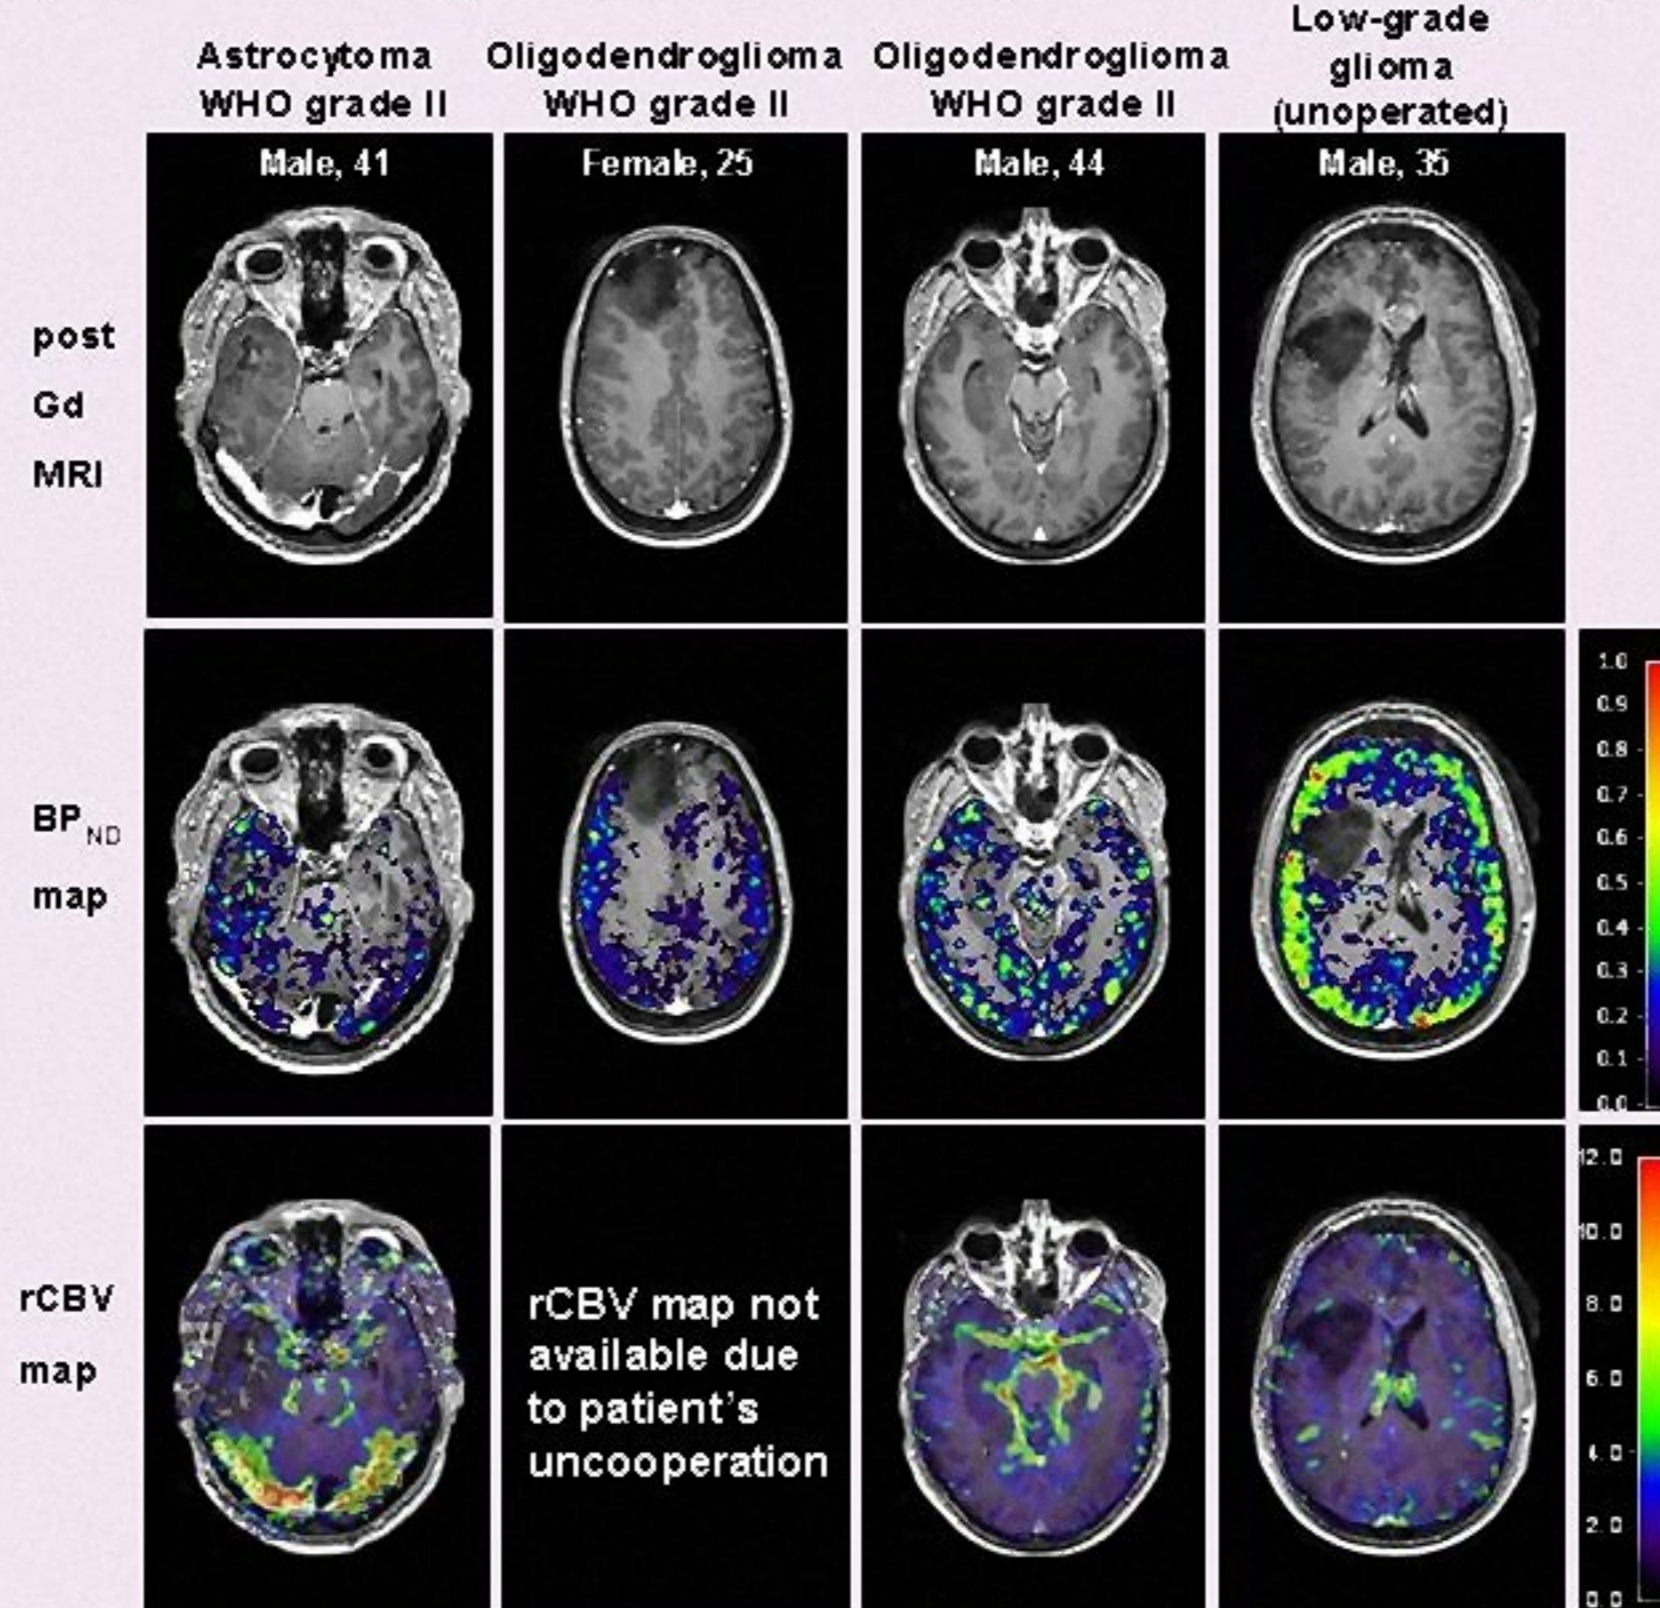 Astrocytoma
WHO grade II
Oligodendroglioma
WHO grade II
Oligodendroglioma
WHO grade II
Low-grade
glioma
(unoperated)
Male, 41
Female, 25
Male, 44
Male, 35
post
Gd
MRI
BP ND
map
1.0
0.9
0.8
0.7
0.6
0.5
0.4
0.3
0.2
0.1
0.0
rCBV
map
rCBV map not
available due
to patient's
uncooperation
12.0
10.0
8.0
6.0
4.0
2.0
0.0